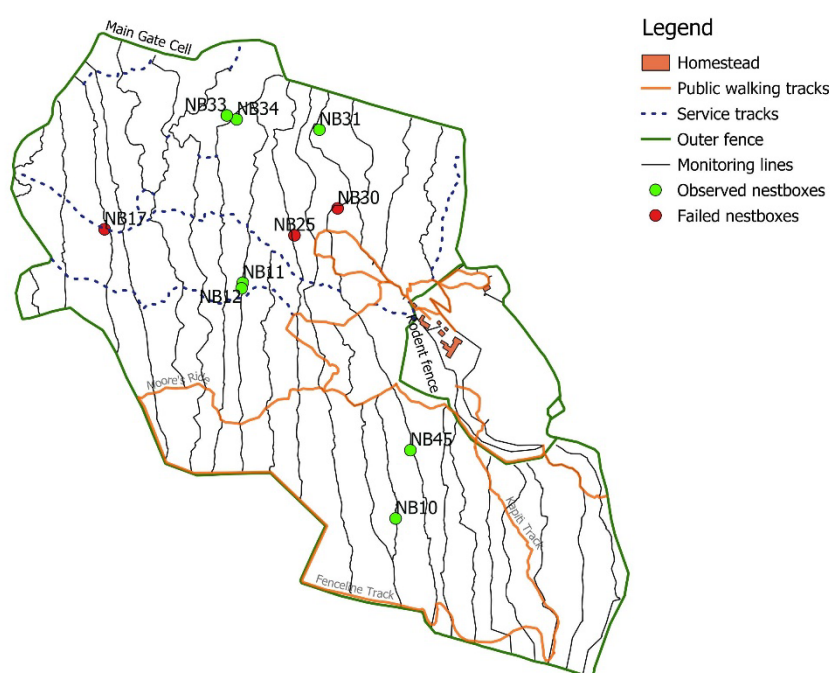 Main Gate Cell
Legend
Homestead
Public walking tracks
Service tracks
Outer fence
Monitoring lines
Observed nestboxes
Failed nestboxes
NB33
NB34
NB31
NB30
NB17
NB25
NB11
NB12
Rodent fence
Moore's Ride
NB45
NB10
Kapiti Track
Fenceline Track